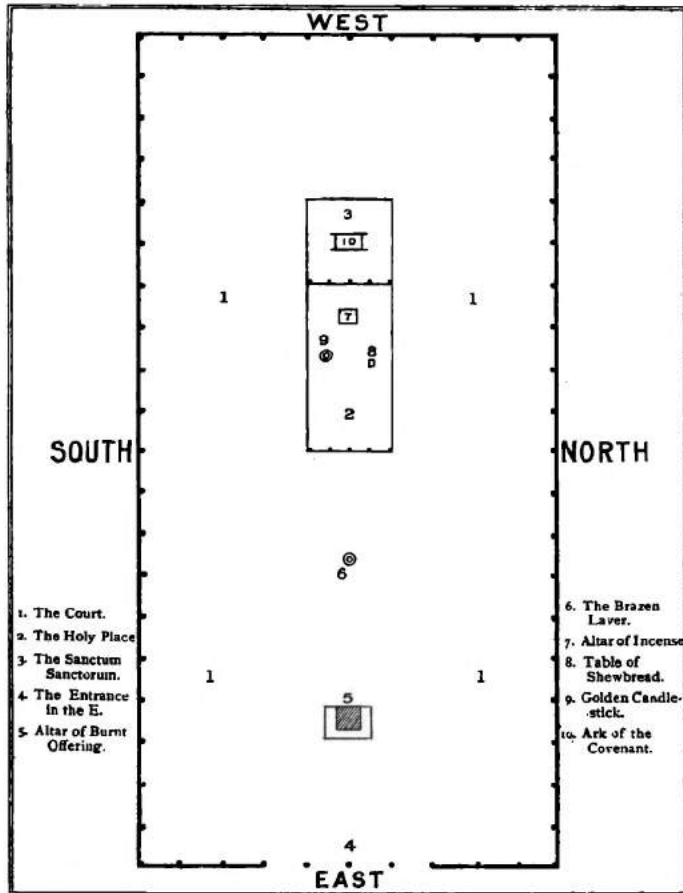 WEST
3
10
1
1
7
9
8
2
SOUTH
NORTH
6
1. The Court.
2. The Holy Place
3. The Sanctum
Sanctorum.
4. The Entrance
in the E.
5. Altar of Burnt
Offering.
6. The Brazen
Laver.
7. Altar of Incense
8. Table of
Shewbread.
9. Golden Candle-
stick.
10. Ark of the
Covenant.
1
1
5
4
EAST